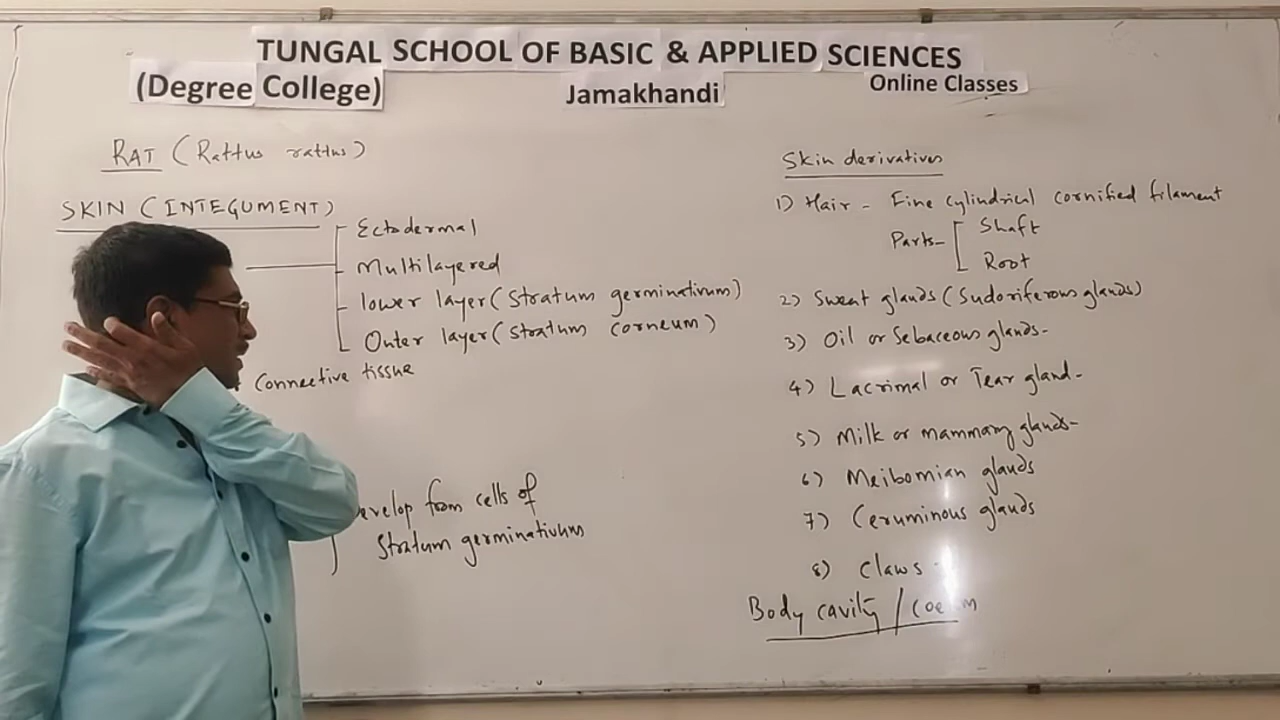 TUNGAL SCHOOL OF BASIC & APPLIED SCIENCES
(Degree College) Jamakhandi Online Classes
RAT (Rattus rattus)
SKIN (INTEGUMENT)
Ectodermal
Multilayered
lower layer (stratum germinativum)
Outer layer (stratum corneum)
Connective tissue
evelop from cells of
stratum germinativum
Skin derivatives
1) Hair - Fine cylindrical cornified filament
Parts- Shaft
Root
2) Sweat glands (Sudoriferous glands)
3) Oil or Sebaceous glands-
4) Lacrimal or Tear gland-
5) Milk or mammary glands-
6) Meibomian glands
7) Ceruminous glands
8) Claws -
Body cavity /